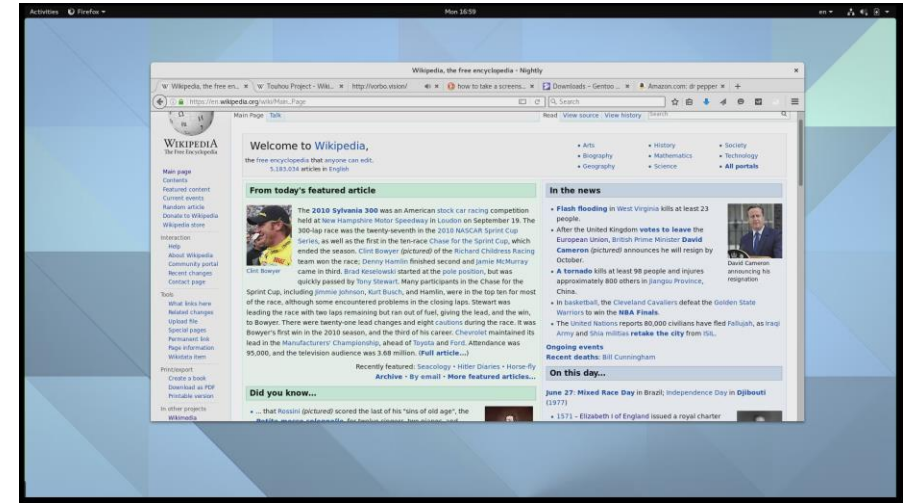 Activities Firefox Mon 16:59 en
Wikipedia, the free encyclopedia - Nightly
Wikipedia, the free en... Touhou Project - Wiki... http://vorbo.vision/ how to take a screens... Downloads - Gentoo ... Amazon.com: dr pepper
https://en.wikipedia.org/wiki/Main_Page Search
WIKIPEDIA
The Free Encyclopedia
Main page
Contents
Featured content
Current events
Random article
Donate to Wikipedia
Wikipedia store
Interaction
Help
About Wikipedia
Community portal
Recent changes
Contact page
Tools
What links here
Related changes
Upload file
Special pages
Permanent link
Page information
Wikidata item
Print/export
Create a book
Download as PDF
Printable version
In other projects
Wikimedia
Main Page Talk Read View source View history Search
Welcome to Wikipedia,
the free encyclopedia that anyone can edit.
5,183,034 articles in English
• Arts
• Biography
• Geography
• History
• Mathematics
• Science
• Society
• Technology
• All portals
From today's featured article
The 2010 Sylvania 300 was an American stock car racing competition
held at New Hampshire Motor Speedway in Loudon on September 19. The
300-lap race was the twenty-seventh in the 2010 NASCAR Sprint Cup
Series, as well as the first in the ten-race Chase for the Sprint Cup, which
ended the season. Clint Bowyer (pictured) of the Richard Childress Racing
team won the race; Denny Hamlin finished second and Jamie McMurray
came in third. Brad Keselowski started at the pole position, but was
quickly passed by Tony Stewart. Many participants in the Chase for the
Clint Bowyer
Sprint Cup, including Jimmie Johnson, Kurt Busch, and Hamlin, were in the top ten for most
of the race, although some encountered problems in the closing laps. Stewart was
leading the race with two laps remaining but ran out of fuel, giving the lead, and the win,
to Bowyer. There were twenty-one lead changes and eight cautions during the race. It was
Bowyer's first win in the 2010 season, and the third of his career. Chevrolet maintained its
lead in the Manufacturers' Championship, ahead of Toyota and Ford. Attendance was
95,000, and the television audience was 3.68 million. (Full article...)
Recently featured: Seacology • Hitler Diaries • Horse-fly
Archive • By email • More featured articles...
Did you know...
• ... that Rossini (pictured) scored the last of his "sins of old age", the
Petite messe solennelle, for twelve singers, two pianos, and
In the news
• Flash flooding in West Virginia kills at least 23
people.
• After the United Kingdom votes to leave the
European Union, British Prime Minister David
Cameron (pictured) announces he will resign by
October.
• A tornado kills at least 98 people and injures
approximately 800 others in Jiangsu Province,
China.
• In basketball, the Cleveland Cavaliers defeat the Golden State
Warriors to win the NBA Finals.
• The United Nations reports 80,000 civilians have fled Fallujah, as Iraqi
Army and Shia militias retake the city from ISIL.
David Cameron
announcing his
resignation
Ongoing events
Recent deaths: Bill Cunningham
On this day...
June 27: Mixed Race Day in Brazil; Independence Day in Djibouti
(1977)
• 1571 – Elizabeth I of England issued a royal charter